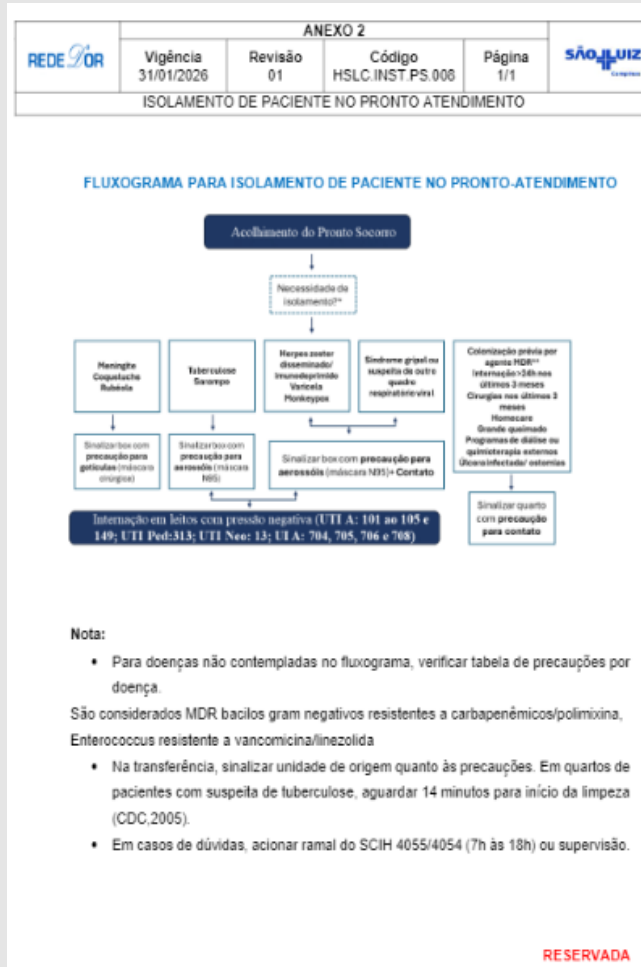 REDE D'OR
ANEXO 2
Vigência
31/01/2026
Revisão
01
Código
HSLC.INST.PS.008
Página
1/1
SÃO LUIZ
Campinas
ISOLAMENTO DE PACIENTE NO PRONTO ATENDIMENTO
FLUXOGRAMA PARA ISOLAMENTO DE PACIENTE NO PRONTO-ATENDIMENTO
Acolhimento do Pronto Socorro
Necessidade de
isolamento?*
Meningite
Coqueluche
Rubéola
Tuberculose
Sarampo
Herpes zoster
disseminado/
imunodeprimido
Varicela
Monkeypox
Síndrome gripal ou
suspeita de outro
quadro
respiratório viral
Colonização prévia por
agente MDR**
Internação >24h nos
últimos 3 meses
Cirurgias nos últimos 3
meses
Homecare
Grande queimado
Programas de diálise ou
quimioterapia externos
Úlcera infectada/ ostomias
Sinalizar box com
precaução para
gotículas (máscara
cirúrgica)
Sinalizar box com
precaução para
aerossóis (máscara
N95)
Sinalizar box com precaução para
aerossóis (máscara N95)+ Contato
Sinalizar quarto
com precaução
para contato
Internação em leitos com pressão negativa (UTI A: 101 ao 105 e
149; UTI Ped:313; UTI Neo: 13; UI A: 704, 705, 706 e 708)
Nota:
• Para doenças não contempladas no fluxograma, verificar tabela de precauções por
doença.
São considerados MDR bacilos gram negativos resistentes a carbapenêmicos/polimixina,
Enterococcus resistente a vancomicina/linezolida
• Na transferência, sinalizar unidade de origem quanto às precauções. Em quartos de
pacientes com suspeita de tuberculose, aguardar 14 minutos para início da limpeza
(CDC,2005).
• Em casos de dúvidas, acionar ramal do SCIH 4055/4054 (7h às 18h) ou supervisão.
RESERVADA